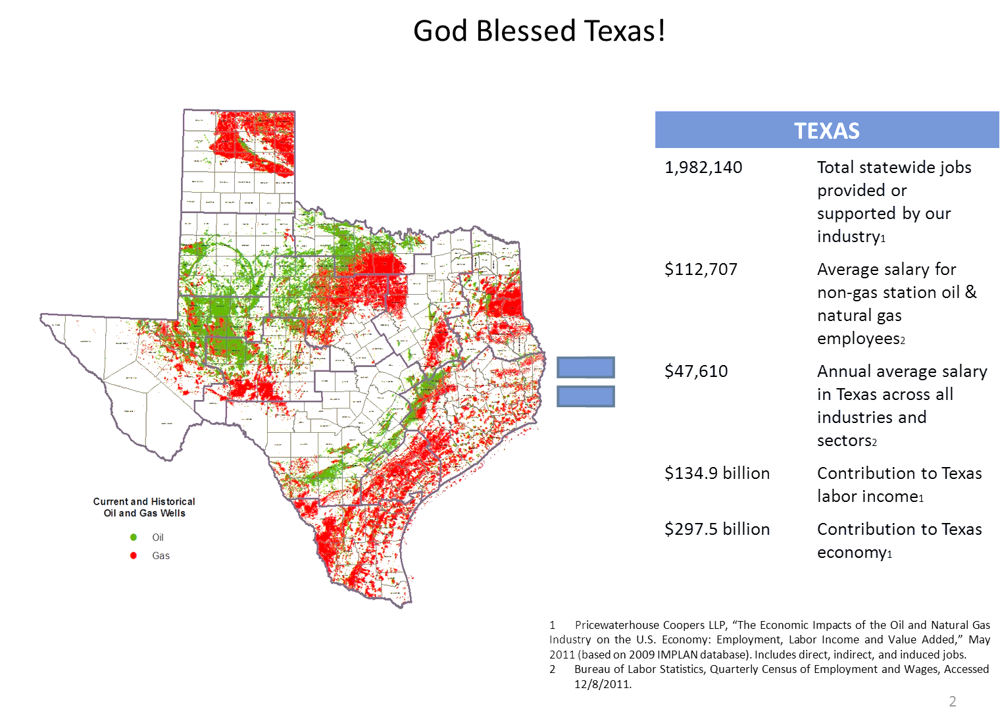 God Blessed Texas!
TEXAS
1,982,140
Total statewide jobs
provided or
supported by our
industry1
$112,707
Average salary for
non-gas station oil &
natural gas
employees2
$47,610
Annual average salary
in Texas across all
industries and
sectors2
$134.9 billion
Contribution to Texas
labor income1
$297.5 billion
Contribution to Texas
economy1
Current and Historical
Oil and Gas Wells
Oil
Gas
1 Pricewaterhouse Coopers LLP, “The Economic Impacts of the Oil and Natural Gas
Industry on the U.S. Economy: Employment, Labor Income and Value Added,” May
2011 (based on 2009 IMPLAN database). Includes direct, indirect, and induced jobs.
2 Bureau of Labor Statistics, Quarterly Census of Employment and Wages, Accessed
12/8/2011.
2